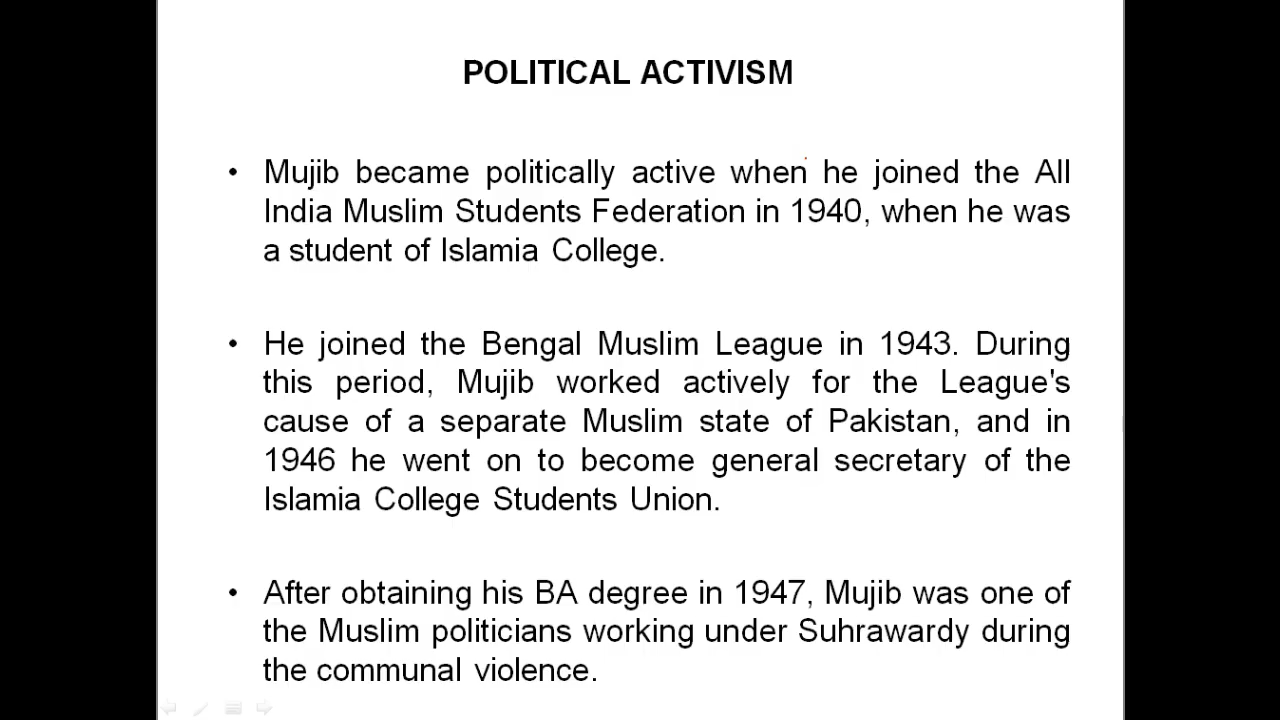 POLITICAL ACTIVISM
• Mujib became politically active when he joined the All
India Muslim Students Federation in 1940, when he was
a student of Islamia College.
• He joined the Bengal Muslim League in 1943. During
this period, Mujib worked actively for the League's
cause of a separate Muslim state of Pakistan, and in
1946 he went on to become general secretary of the
Islamia College Students Union.
• After obtaining his BA degree in 1947, Mujib was one of
the Muslim politicians working under Suhrawardy during
the communal violence.